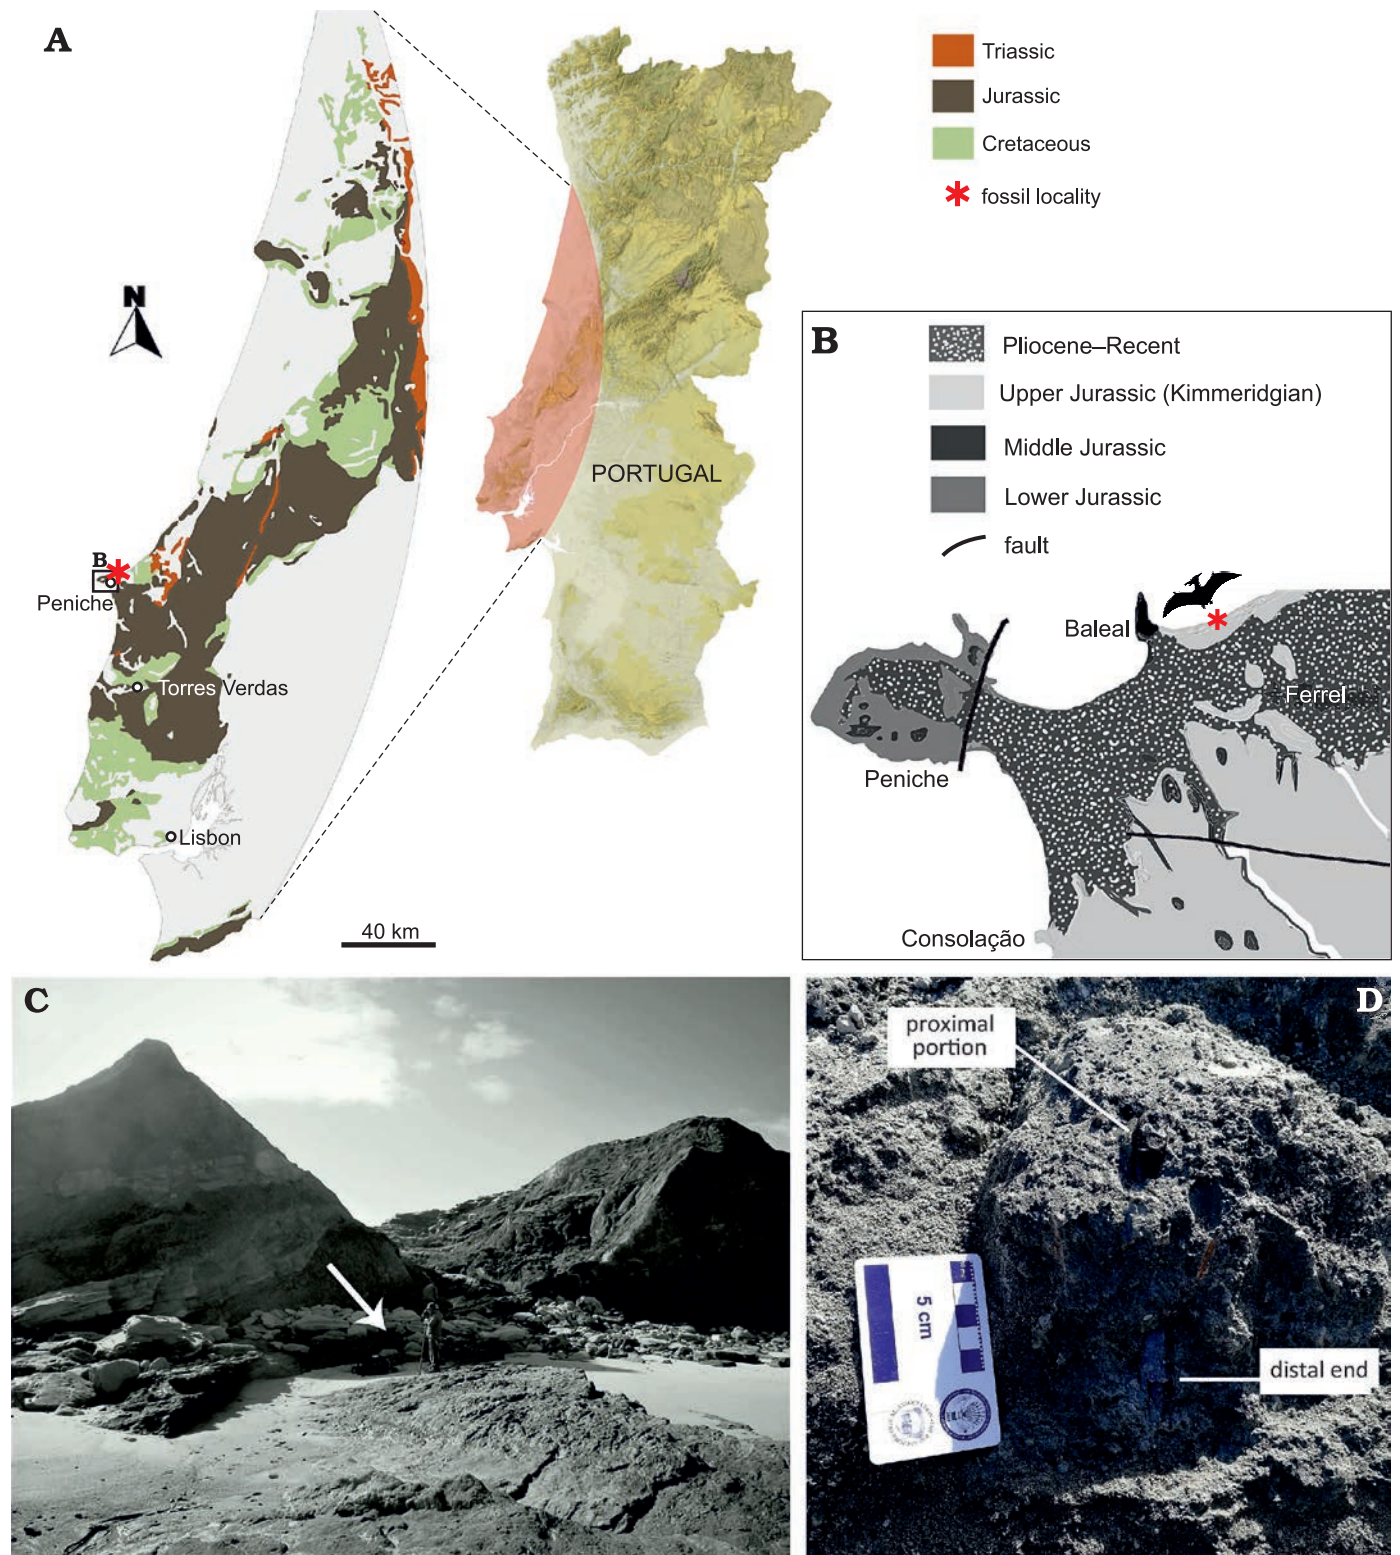 A
Triassic
Jurassic
Cretaceous
fossil locality
N
PORTUGAL
B
Peniche
Torres Verdas
Lisbon
40 km
B
Pliocene–Recent
Upper Jurassic (Kimmeridgian)
Middle Jurassic
Lower Jurassic
fault
Baleal
Ferrel
Peniche
Consolação
C
D
proximal
portion
5 cm
distal end